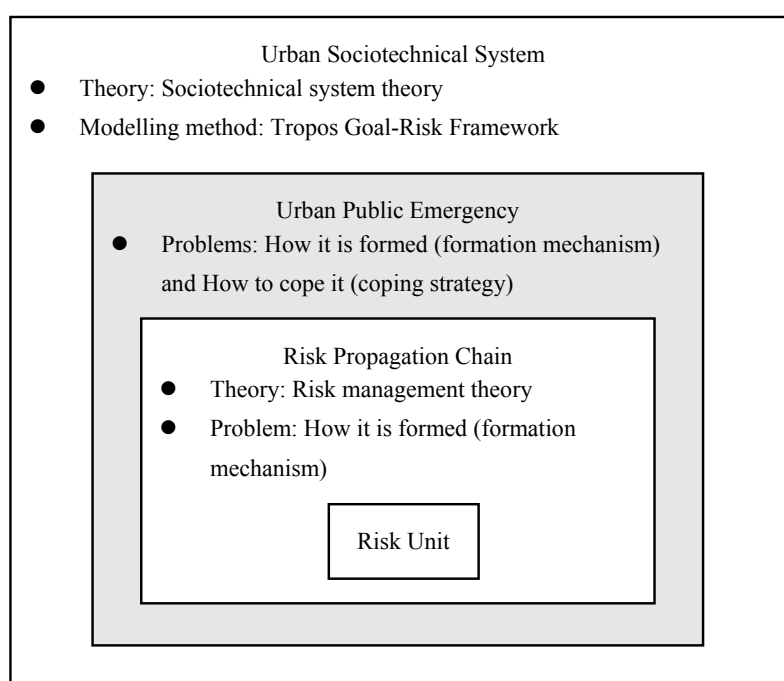 Urban Sociotechnical System
● Theory: Sociotechnical system theory
● Modelling method: Tropos Goal-Risk Framework
Urban Public Emergency
● Problems: How it is formed (formation mechanism)
and How to cope it (coping strategy)
Risk Propagation Chain
● Theory: Risk management theory
● Problem: How it is formed (formation
mechanism)
Risk Unit